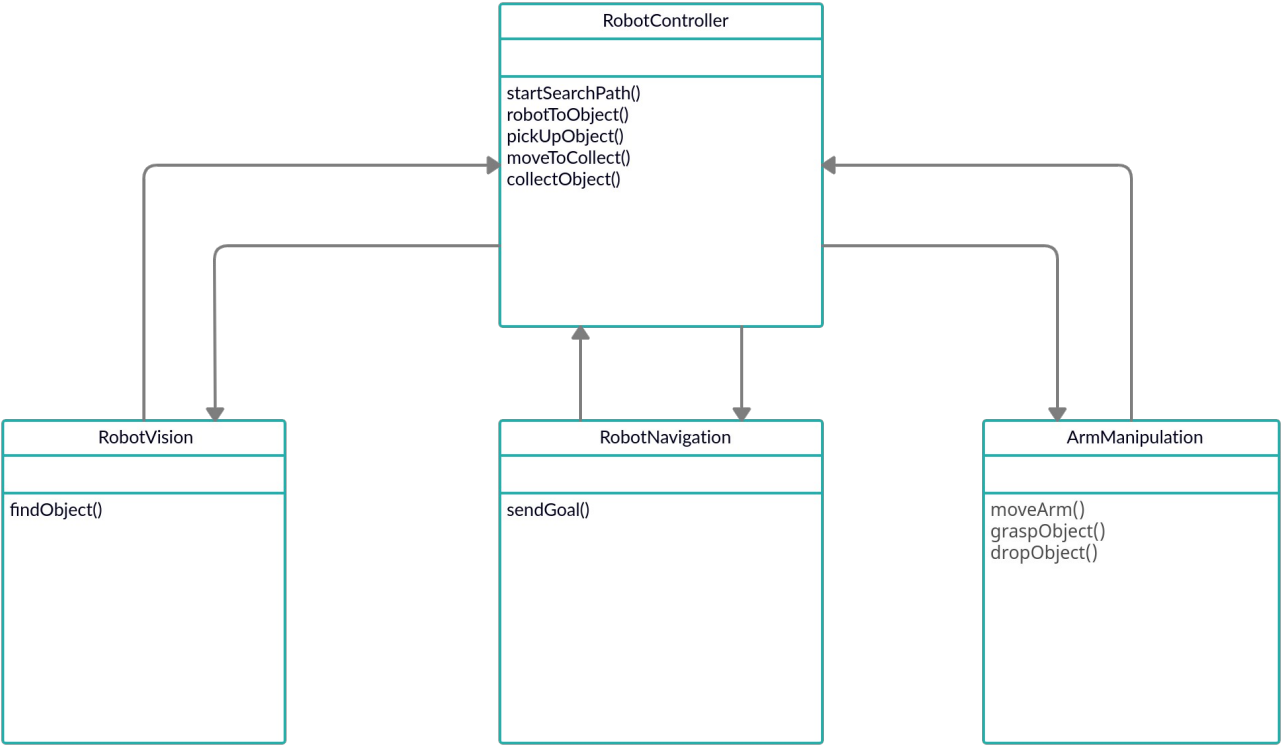 RobotController
startSearchPath()
robotToObject()
pickUpObject()
moveToCollect()
collectObject()
RobotVision
findObject()
RobotNavigation
sendGoal()
ArmManipulation
moveArm()
graspObject()
dropObject()